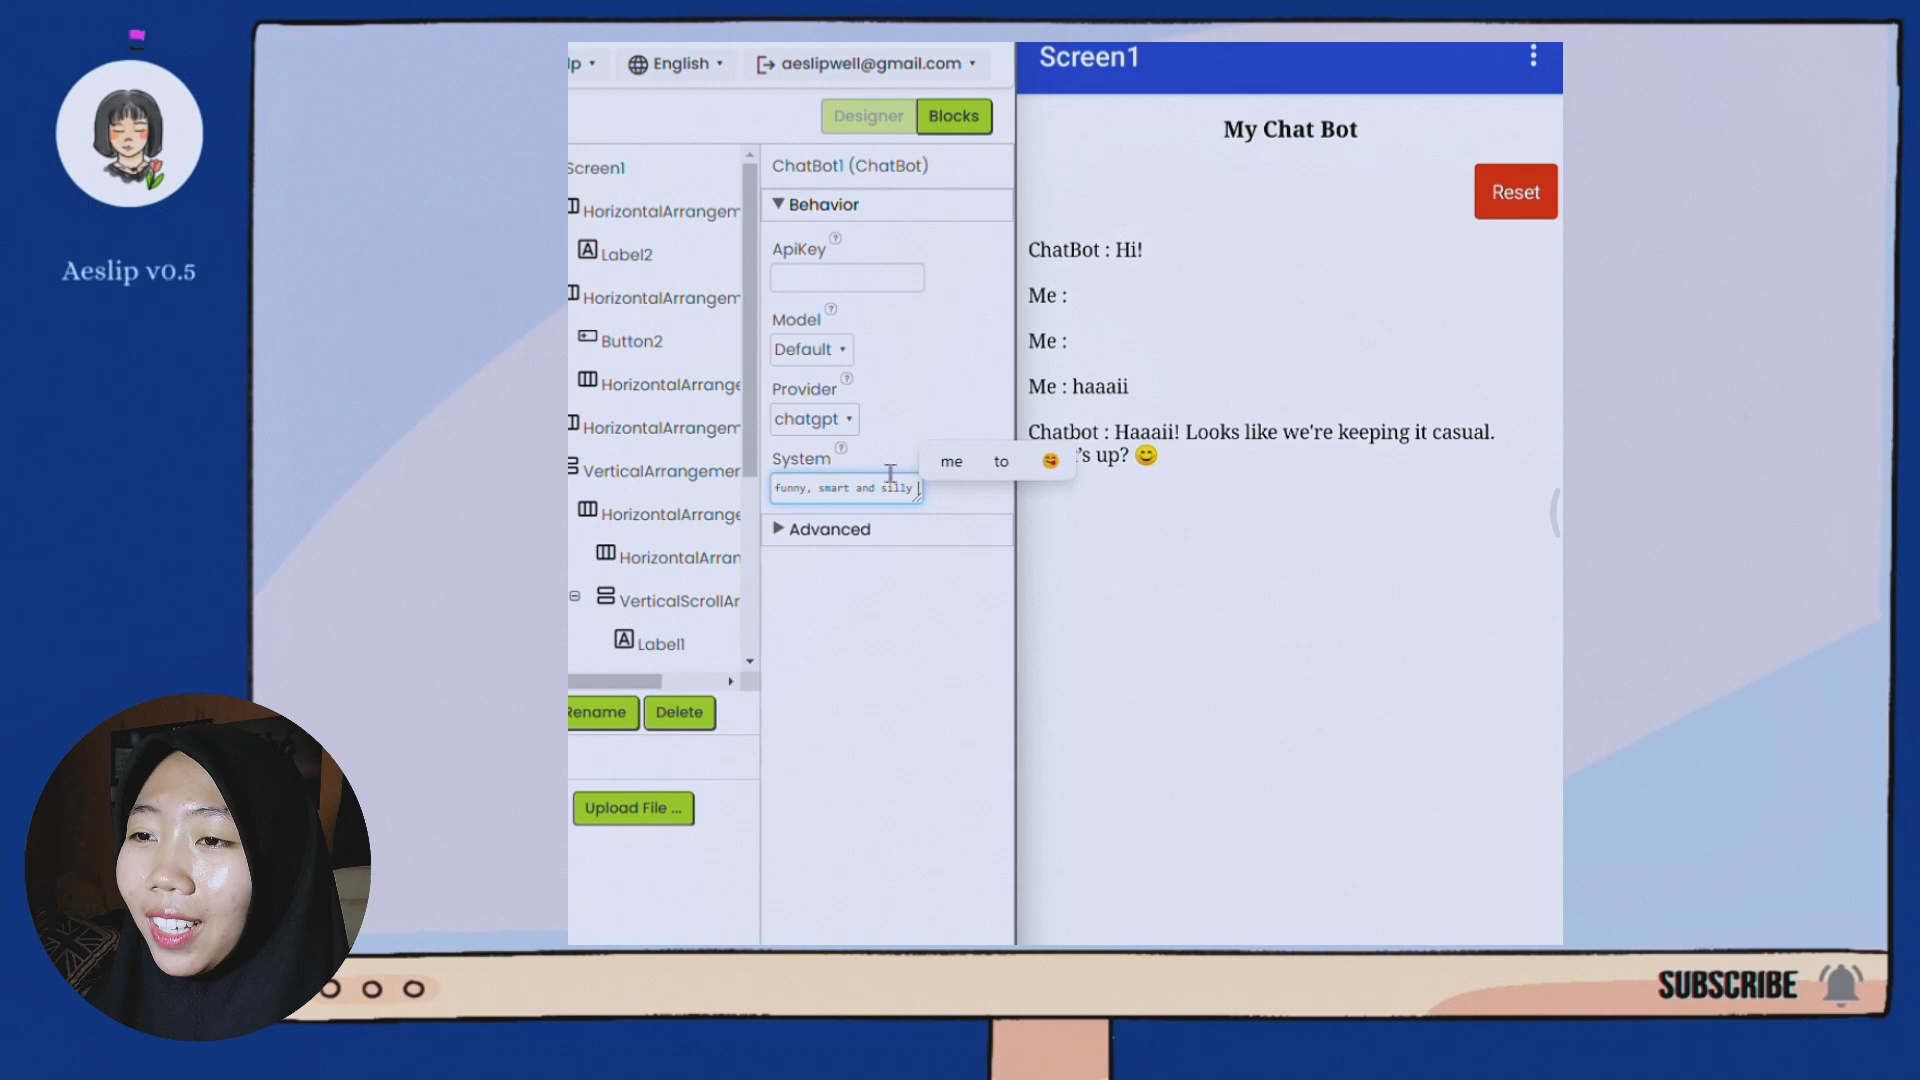 Aeslip v0.5
lp
English
aeslipwell@gmail.com
Designer
Blocks
Screen1
HorizontalArrangem
Label2
HorizontalArrangem
Button2
HorizontalArrange
HorizontalArrangem
VerticalArrangemer
HorizontalArrange
HorizontalArran
VerticalScrollAr
Label1
Rename
Delete
Upload File ...
ChatBot1 (ChatBot)
Behavior
ApiKey
Model
Default
Provider
chatgpt
System
funny, smart and silly
me to 😋
Advanced
Screen1
My Chat Bot
Reset
ChatBot : Hi!
Me :
Me :
Me : haaaii
Chatbot : Haaaii! Looks like we're keeping it casual.
's up? 😊
SUBSCRIBE